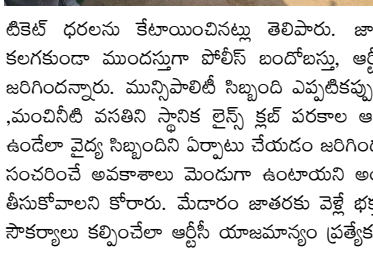 టికెట్ ధరలను కేటాయించినట్లు తెలిపారు. జా
కలగకుండా ముందస్తుగా పోలీస్ బందోబస్తు, ఆర్టీ
జరిగిందన్నారు. మున్సిపాలిటీ సిబ్బంది ఎప్పటికప్పు
,మంచినీటి వసతిని స్థానిక లైన్స్ క్లబ్ పరకాల ఆ
ఉండేలా వైద్య సిబ్బందిని ఏర్పాటు చేయడం జరిగింద
సంచరించే అవకాశాలు మెండుగా ఉంటాయని అం
తీసుకోవాలని కోరారు. మేడారం జాతరకు వెళ్లే భక్త
సౌకర్యాలు కల్పించేలా ఆర్టీసీ యాజమాన్యం ప్రత్యేక